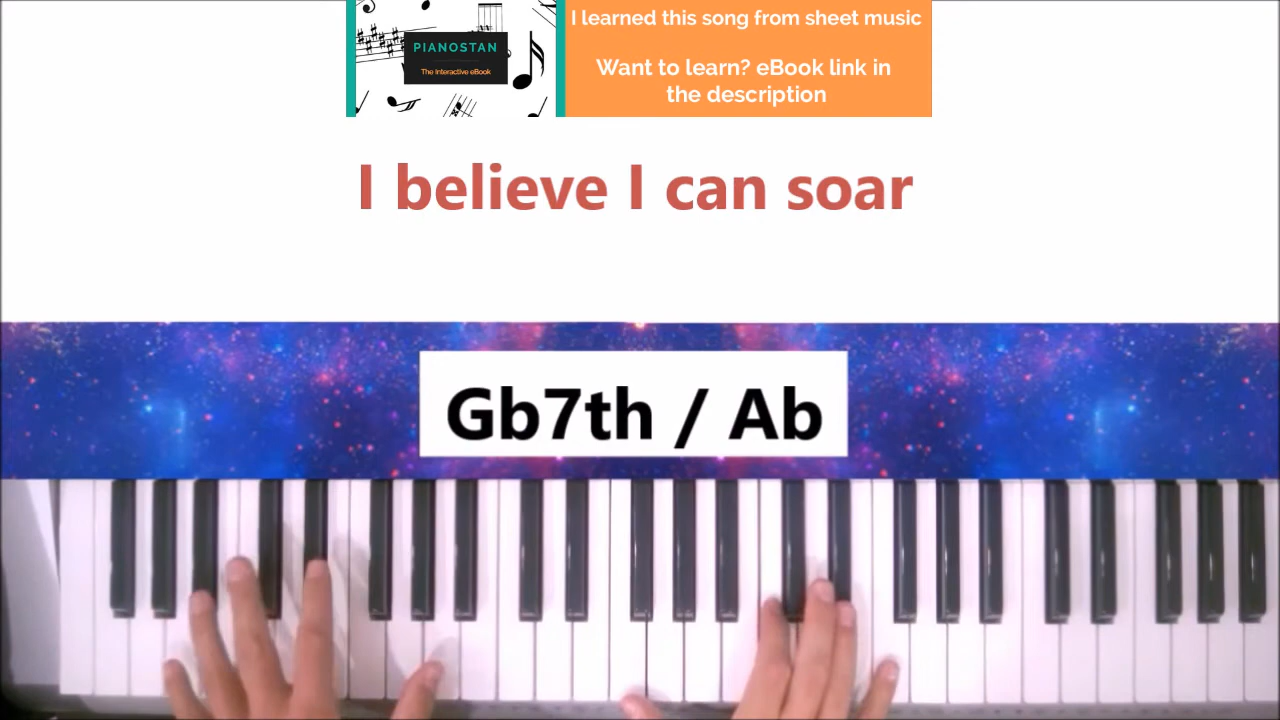 PIANOSTAN
The Interactive eBook
I learned this song from sheet music
Want to learn? eBook link in
the description
I believe I can soar
Gb7th / Ab